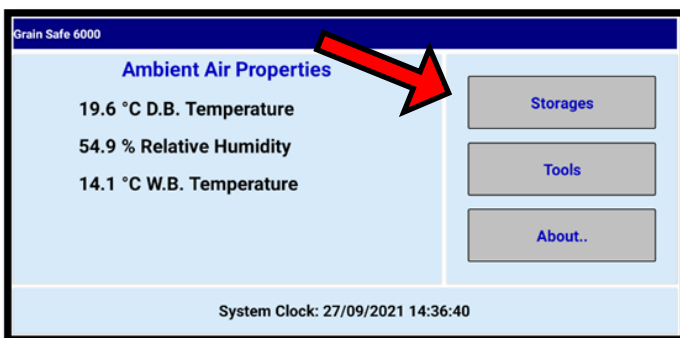 Grain Safe 6000
Ambient Air Properties
19.6 °C D.B. Temperature
54.9 % Relative Humidity
14.1 °C W.B. Temperature
Storages
Tools
About..
System Clock: 27/09/2021 14:36:40